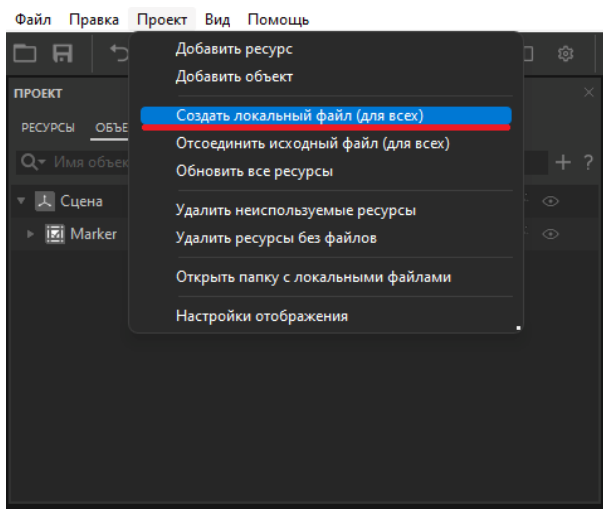 Файл Правка Проект Вид Помощь
Добавить ресурс
Добавить объект
ПРОЕКТ
Создать локальный файл (для всех)
РЕСУРСЫ ОБЪЕ
Отсоединить исходный файл (для всех)
Имя объек
Обновить все ресурсы
Сцена
Удалить неиспользуемые ресурсы
Marker
Удалить ресурсы без файлов
Открыть папку с локальными файлами
Настройки отображения